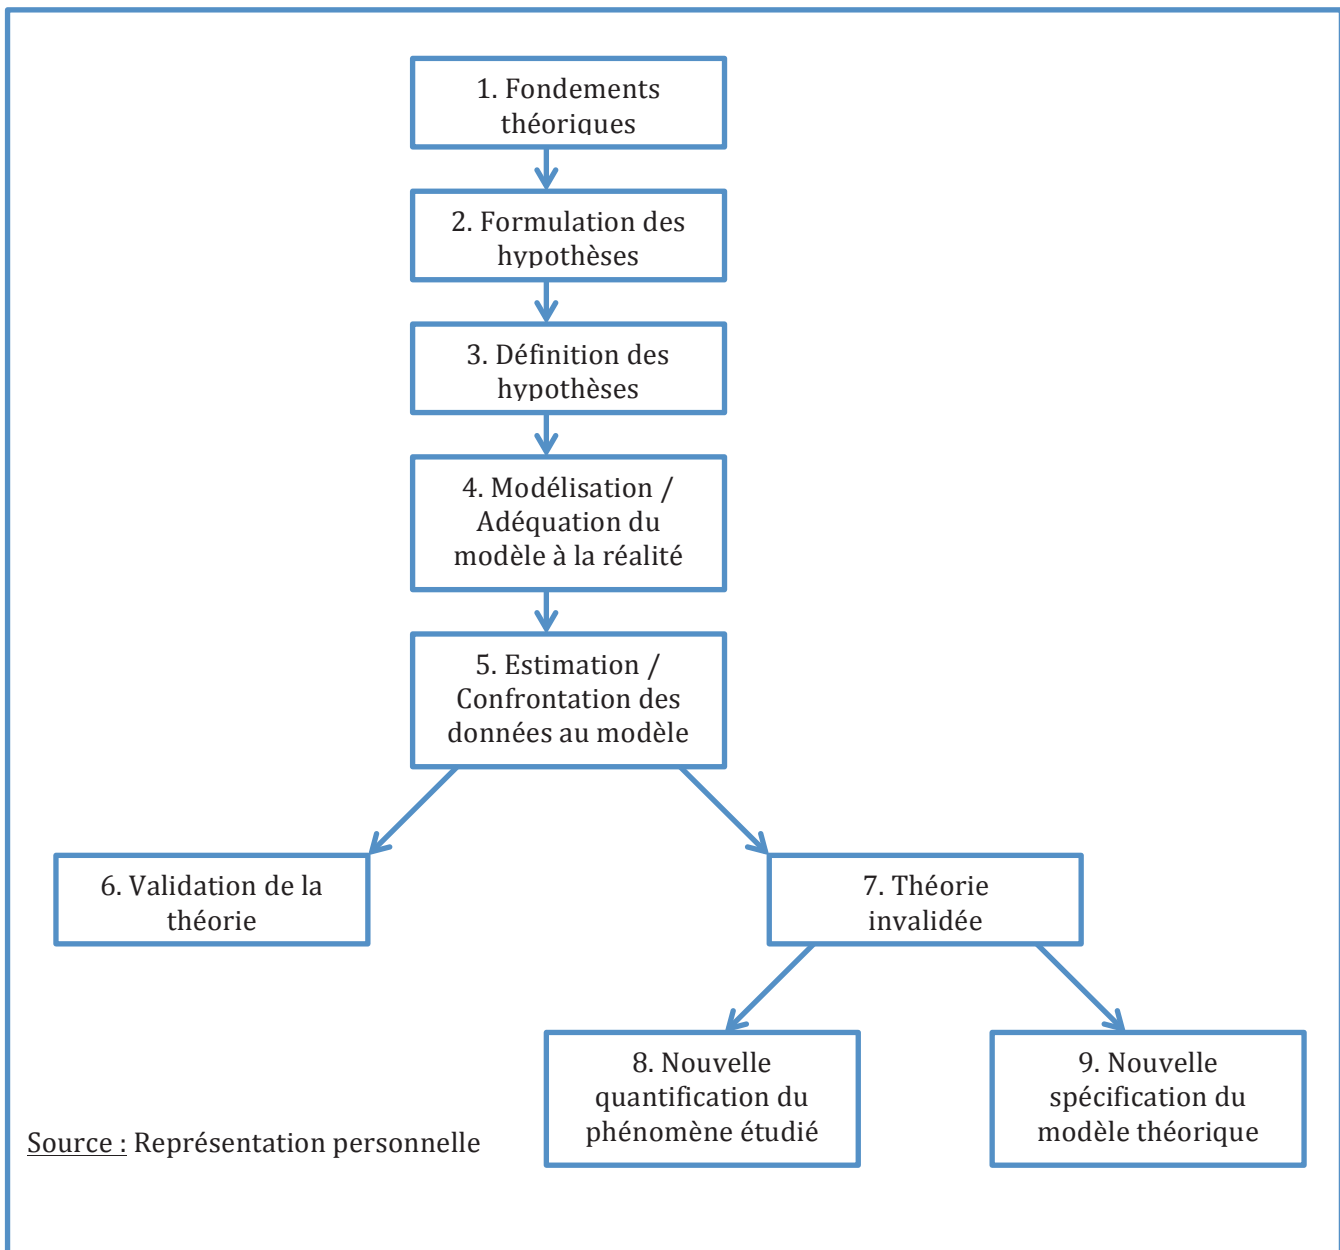 1. Fondements
théoriques
2. Formulation des
hypothèses
3. Définition des
hypothèses
4. Modélisation /
Adéquation du
modèle à la réalité
5. Estimation /
Confrontation des
données au modèle
6. Validation de la
théorie
7. Théorie
invalidée
8. Nouvelle
quantification du
phénomène étudié
9. Nouvelle
spécification du
modèle théorique
Source : Représentation personnelle